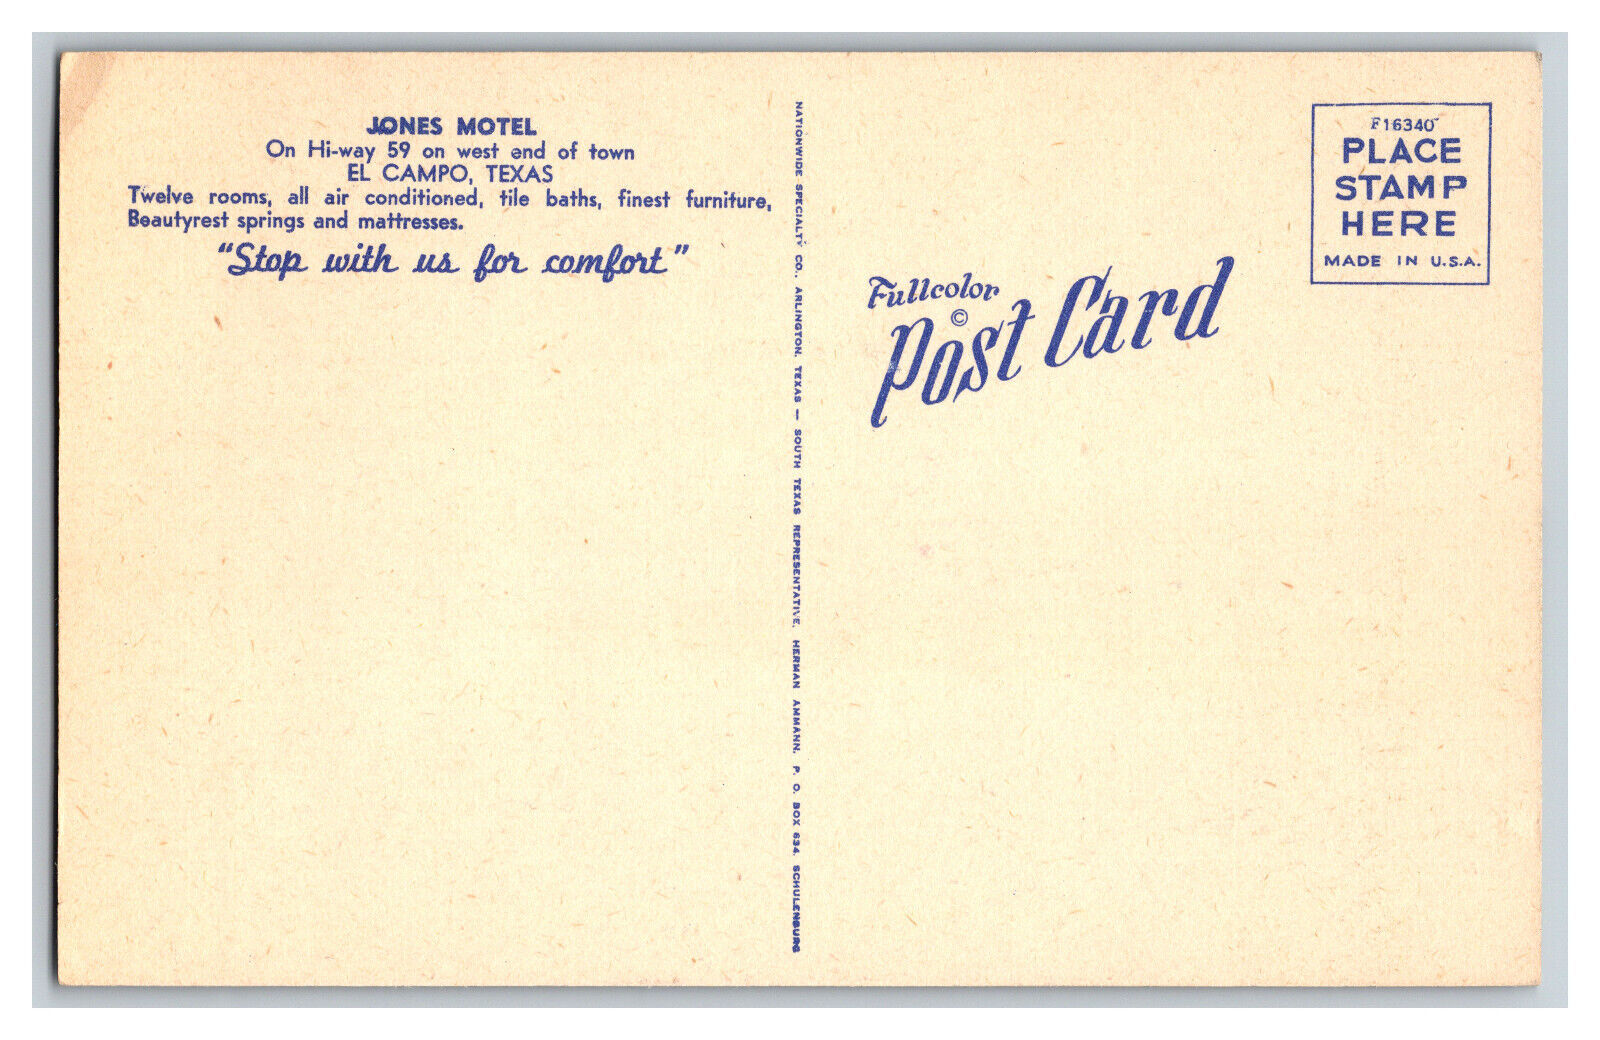 JONES MOTEL
On Hi-way 59 on west end of town
EL CAMPO, TEXAS
Twelve rooms, all air conditioned, tile baths, finest furniture,
Beautyrest springs and mattresses.
"Stop with us for comfort"
NATIONWIDE SPECIALTY CO., ARLINGTON, TEXAS — SOUTH TEXAS REPRESENTATIVE, HERMAN AMMANN, P. O. BOX 634, SCHULENBURG
Fullcolor
©
Post Card
F16340
PLACE
STAMP
HERE
MADE IN U.S.A.